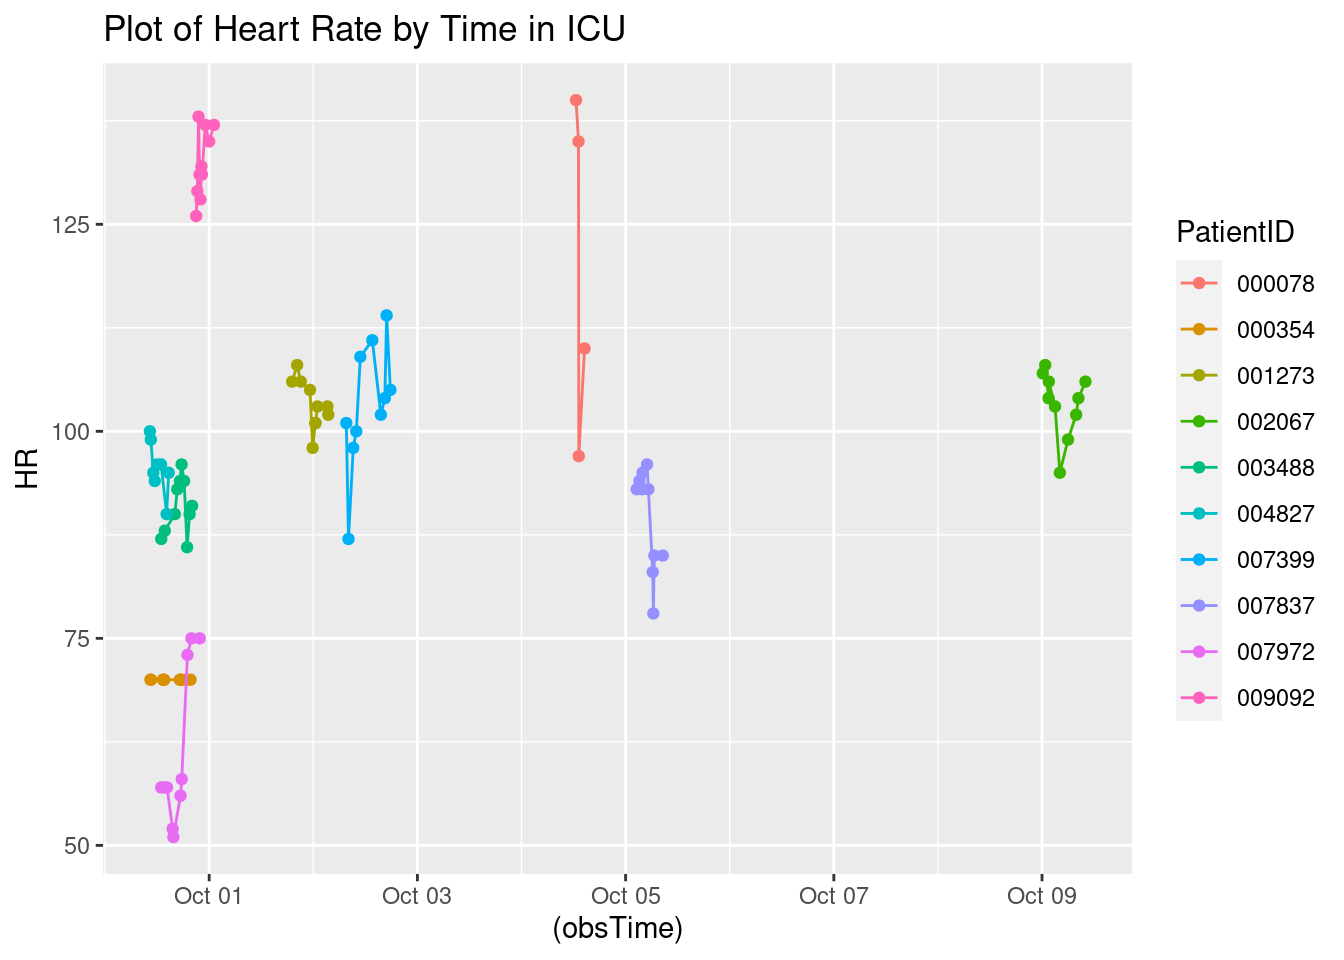 Plot of Heart Rate by Time in ICU
HR
125
100
75
50
Oct 01
Oct 03
Oct 05
Oct 07
Oct 09
(obsTime)
PatientID
000078
000354
001273
002067
003488
004827
007399
007837
007972
009092